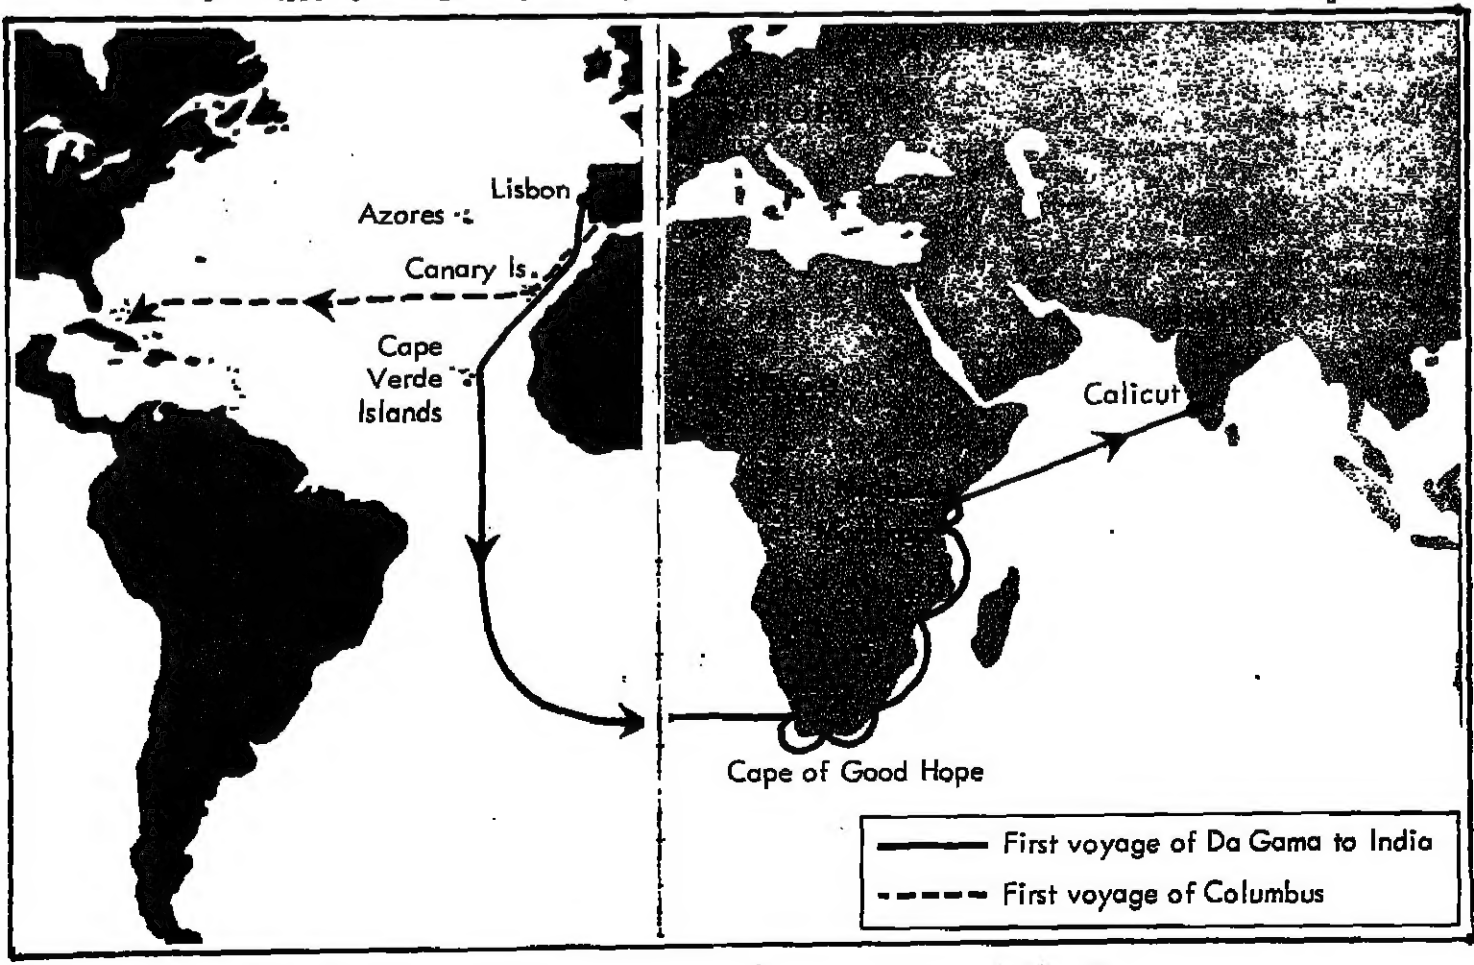 Lisbon
Azores
Canary Is.
Cape
Verde
Islands
Calicut
Cape of Good Hope
First voyage of Da Gama to India
First voyage of Columbus